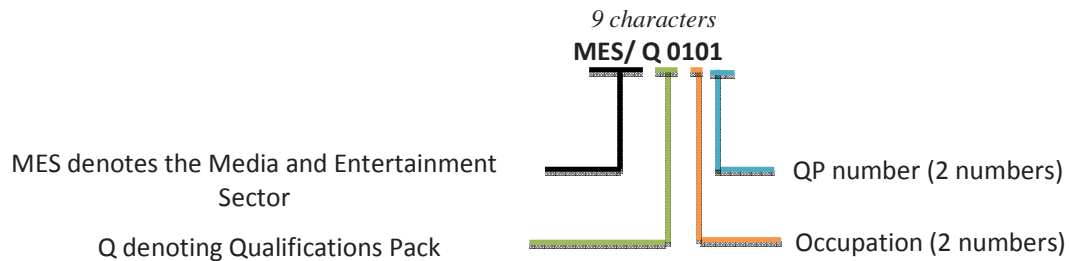 9 characters
MES/ Q 0101
MES denotes the Media and Entertainment
Sector
QP number (2 numbers)
Q denoting Qualifications Pack
Occupation (2 numbers)